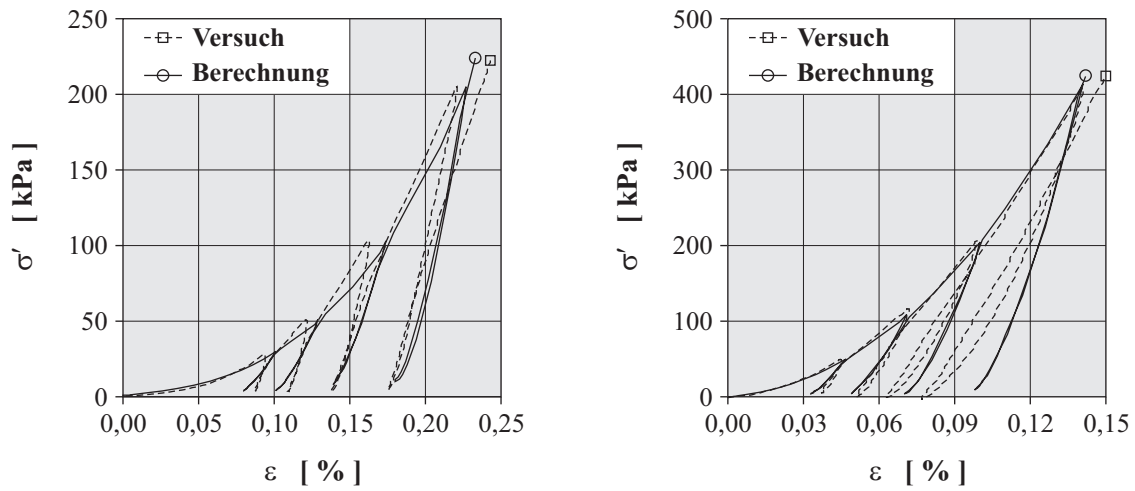 Versuch
Berechnung
250
200
150
100
50
0
0,00 0,05 0,10 0,15 0,20 0,25
σ′ [ kPa]
ε [ % ]
Versuch
Berechnung
500
400
300
200
100
0
0,00 0,03 0,06 0,09 0,12 0,15
σ′ [ kPa]
ε [ % ]